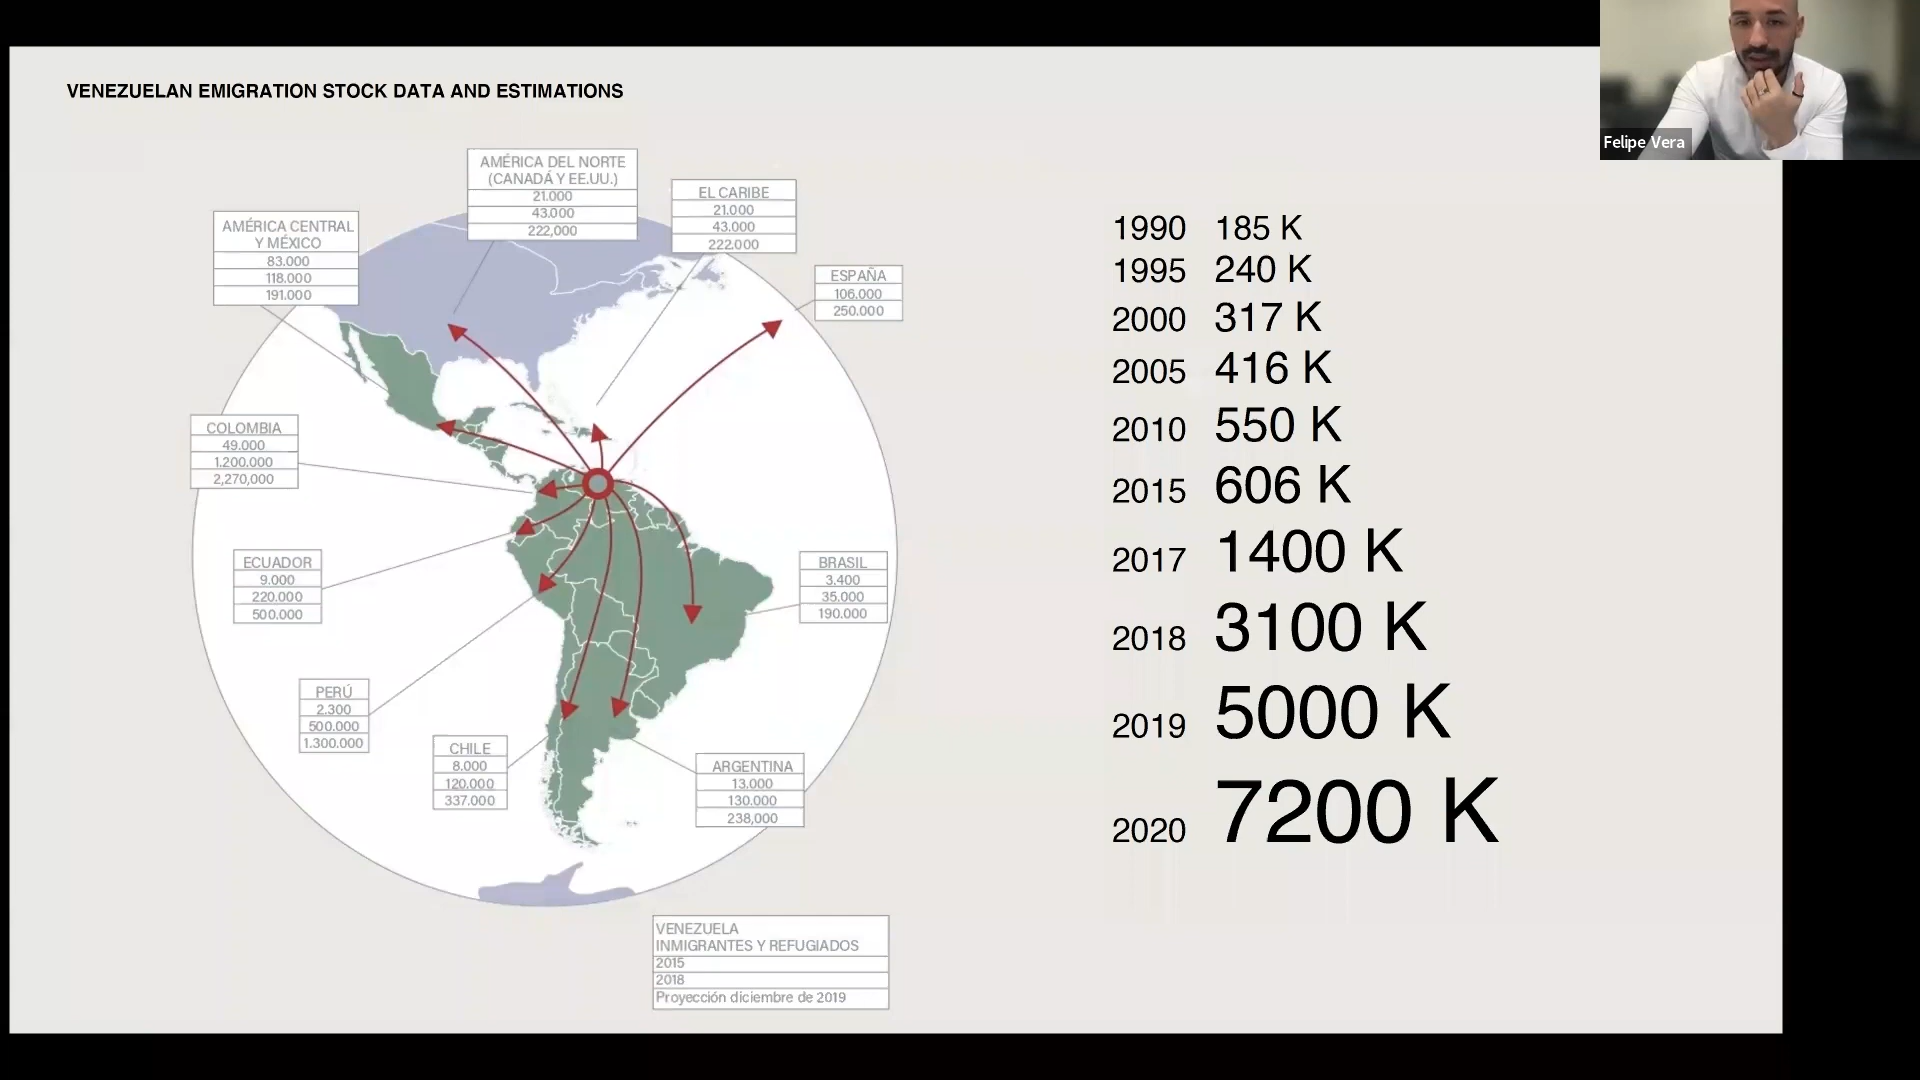 VENEZUELAN EMIGRATION STOCK DATA AND ESTIMATIONS
Felipe Vera
AMÉRICA DEL NORTE
(CANADÁ Y EE.UU.)
21.000
43.000
222,000
EL CARIBE
21.000
43.000
222.000
AMÉRICA CENTRAL
Y MÉXICO
83.000
118.000
191.000
ESPAÑA
106.000
250.000
COLOMBIA
49.000
1.200.000
2,270,000
ECUADOR
9.000
220.000
500.000
BRASIL
3.400
35.000
190.000
PERÚ
2.300
500.000
1.300.000
CHILE
8.000
120.000
337.000
ARGENTINA
13.000
130.000
238,000
VENEZUELA
INMIGRANTES Y REFUGIADOS
2015
2018
Proyección diciembre de 2019
1990 185 K
1995 240 K
2000 317 K
2005 416 K
2010 550 K
2015 606 K
2017 1400 K
2018 3100 K
2019 5000 K
2020 7200 K